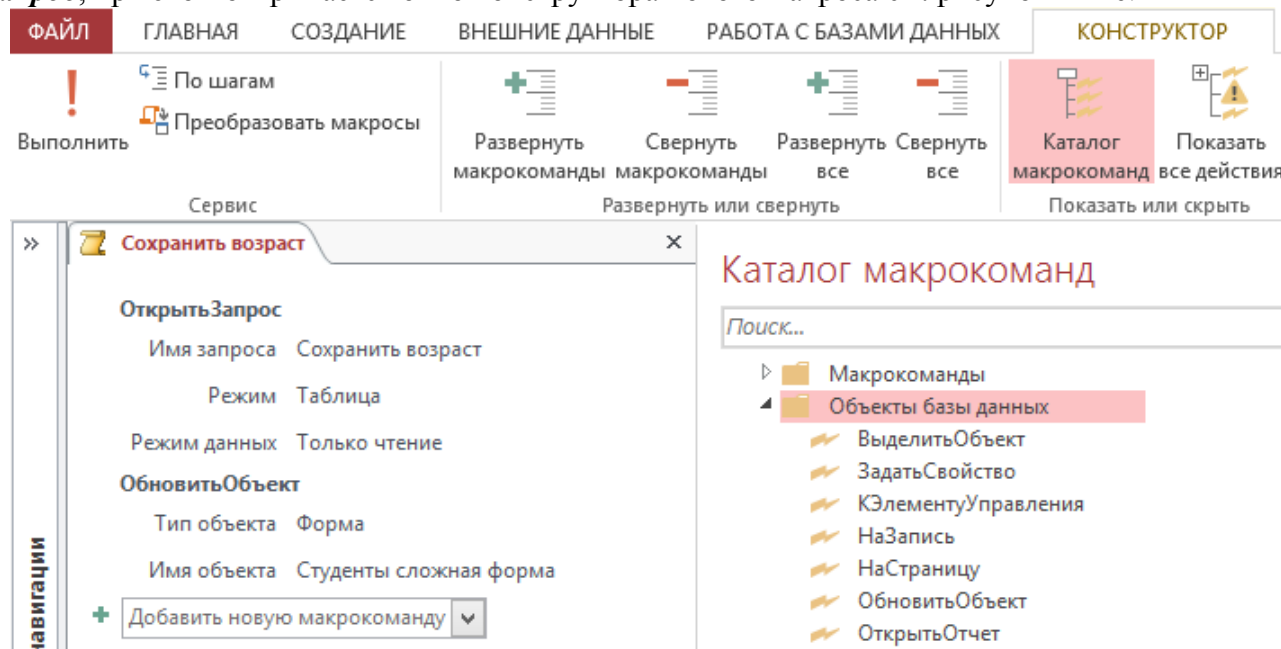 ФАЙЛ ГЛАВНАЯ СОЗДАНИЕ ВНЕШНИЕ ДАННЫЕ РАБОТА С БАЗАМИ ДАННЫХ КОНСТРУКТОР
Выполнить
По шагам
Преобразовать макросы
Сервис
Развернуть макрокоманды
Свернуть макрокоманды
Развернуть все
Свернуть все
Развернуть или свернуть
Каталог макрокоманд
Показать все действия
Показать или скрыть
»
Сохранить возраст ×
ОткрытьЗапрос
Имя запроса Сохранить возраст
Режим Таблица
Режим данных Только чтение
ОбновитьОбъект
Тип объекта Форма
Имя объекта Студенты сложная форма
Добавить новую макрокоманду
навигации
Каталог макрокоманд
Поиск...
Макрокоманды
Объекты базы данных
ВыделитьОбъект
ЗадатьСвойство
КЭлементуУправления
НаЗапись
НаСтраницу
ОбновитьОбъект
ОткрытьОтчет